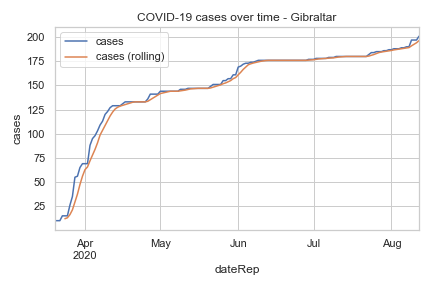 COVID-19 cases over time - Gibraltar
cases
cases (rolling)
200
175
150
125
100
75
50
25
cases
Apr
2020
May
Jun
Jul
Aug
dateRep